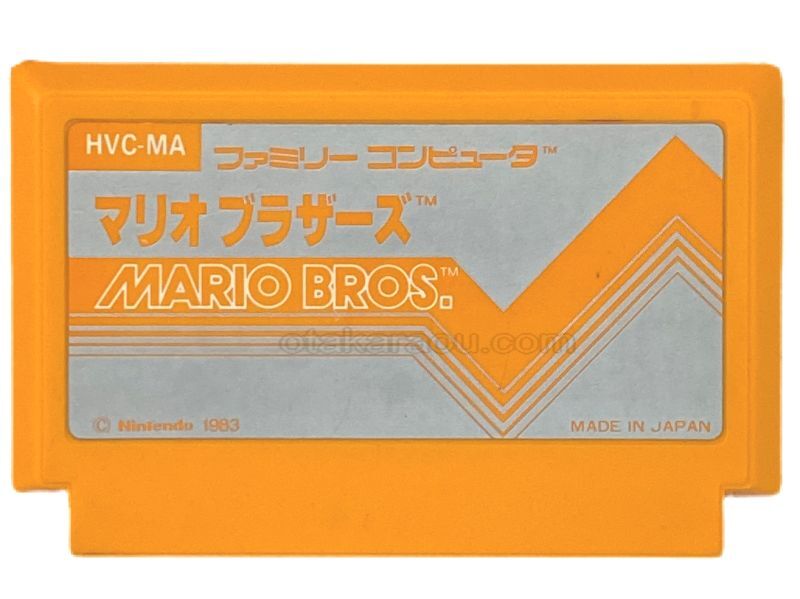 HVC-MA
ファミリー コンピュータ™
マリオ ブラザーズ™
MARIO BROS.™
otakaraou.com
© Nintendo 1983
MADE IN JAPAN